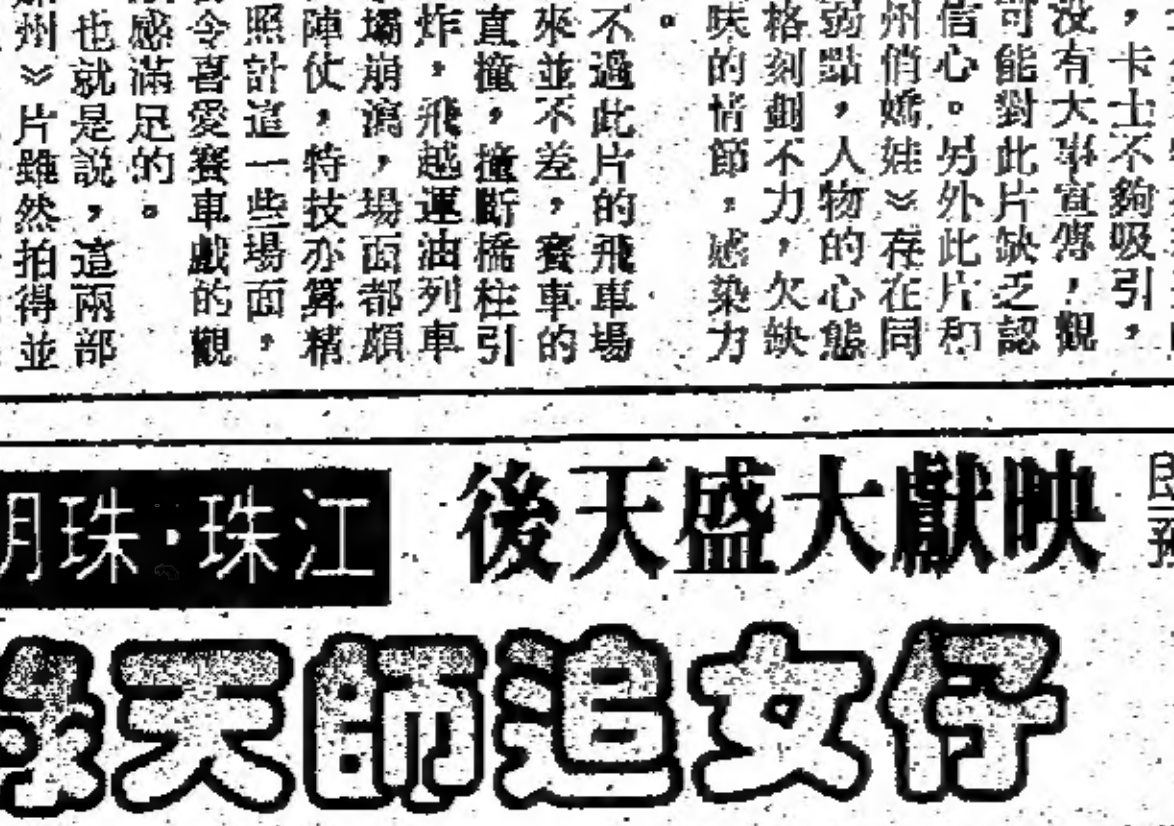 ，卡士不夠吸引，
没有大事宣傳，觀
可能對此片缺乏認
信心。另外此片和
州俏嬌娃》存在同
弱點，人物的心態
格刻劃不力，欠缺
味的情節，感染力
。
不過此片的飛車場
來並不差，賽車的
直撞，撞斷橋柱引
炸，飛越運油列車
壩崩瀉，場面都頗
陣仗，特技亦算精
照計這一些場面，
令喜愛賽車戲的觀
感滿足的。
也就是説，這兩部
州》片雖然拍得並
後天盛大獻映
明珠·珠江
天師追女仔